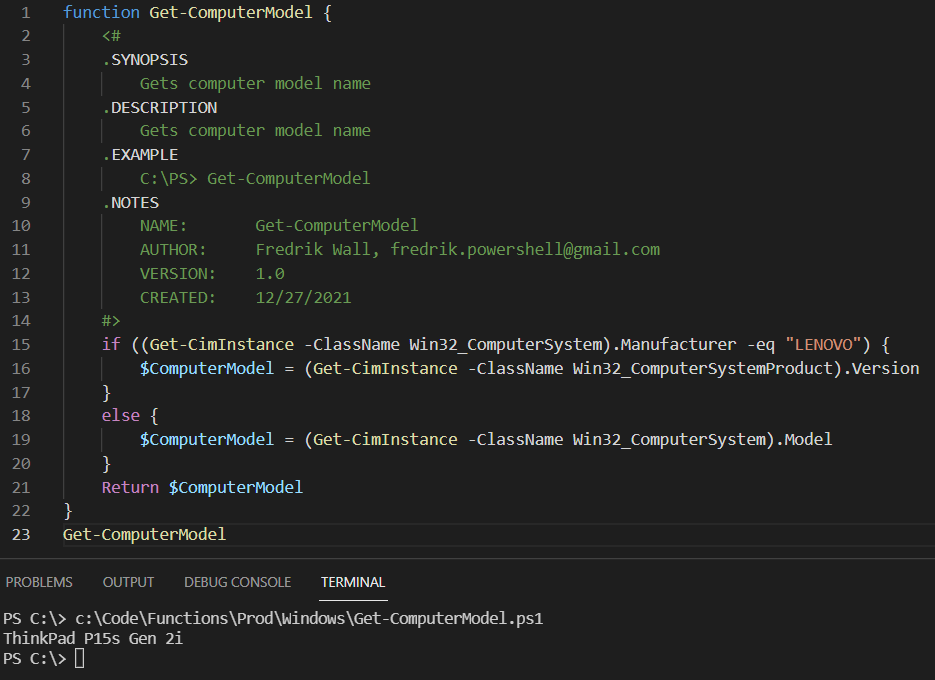 1 function Get-ComputerModel {
2 <#
3 .SYNOPSIS
4 Gets computer model name
5 .DESCRIPTION
6 Gets computer model name
7 .EXAMPLE
8 C:\PS> Get-ComputerModel
9 .NOTES
10 NAME: Get-ComputerModel
11 AUTHOR: Fredrik Wall, fredrik.powershell@gmail.com
12 VERSION: 1.0
13 CREATED: 12/27/2021
14 #>
15 if ((Get-CimInstance -ClassName Win32_ComputerSystem).Manufacturer -eq "LENOVO") {
16 $ComputerModel = (Get-CimInstance -ClassName Win32_ComputerSystemProduct).Version
17 }
18 else {
19 $ComputerModel = (Get-CimInstance -ClassName Win32_ComputerSystem).Model
20 }
21 Return $ComputerModel
22 }
23 Get-ComputerModel
PROBLEMS OUTPUT DEBUG CONSOLE TERMINAL
PS C:\> c:\Code\Functions\Prod\Windows\Get-ComputerModel.ps1
ThinkPad P15s Gen 2i
PS C:\>